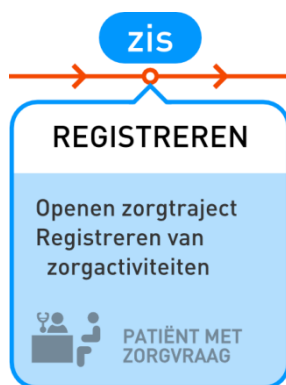 zis
REGISTREREN
Openen zorgtraject
Registreren van
zorgactiviteiten
PATIËNT MET
ZORGVRAAG